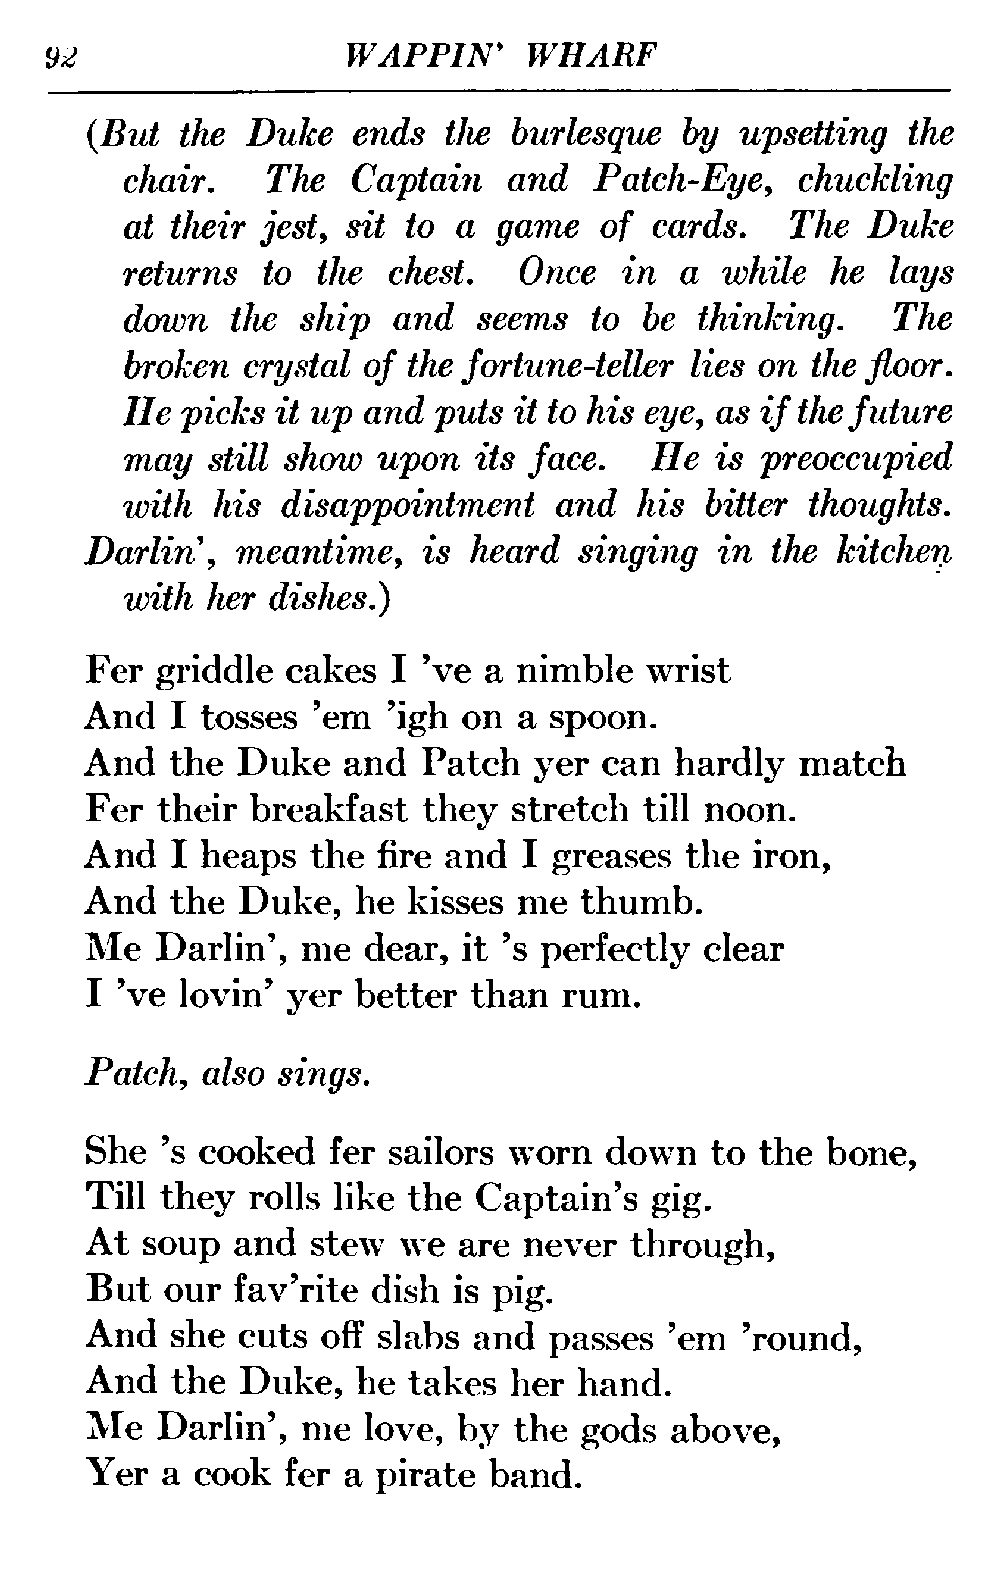 92 WAPPIN' WHARF
(But the Duke ends the burlesque by upsetting the
chair. The Captain and Patch-Eye, chuckling
at their jest, sit to a game of cards. The Duke
returns to the chest. Once in a while he lays
down the ship and seems to be thinking. The
broken crystal of the fortune-teller lies on the floor.
He picks it up and puts it to his eye, as if the future
may still show upon its face. He is preoccupied
with his disappointment and his bitter thoughts.
Darlin', meantime, is heard singing in the kitchen
with her dishes.)
Fer griddle cakes I 've a nimble wrist
And I tosses 'em 'igh on a spoon.
And the Duke and Patch yer can hardly match
Fer their breakfast they stretch till noon.
And I heaps the fire and I greases the iron,
And the Duke, he kisses me thumb.
Me Darlin', me dear, it 's perfectly clear
I 've lovin' yer better than rum.
Patch, also sings.
She 's cooked fer sailors worn down to the bone,
Till they rolls like the Captain's gig.
At soup and stew we are never through,
But our fav'rite dish is pig.
And she cuts off slabs and passes 'em 'round,
And the Duke, he takes her hand.
Me Darlin', me love, by the gods above,
Yer a cook fer a pirate band.